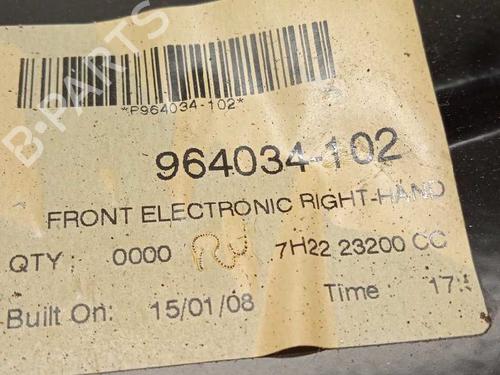 B-PARTS
*P964034-102*
964034-102
FRONT ELECTRONIC RIGHT-HAND
QTY: 0000 7H22 23200 CC
Built On: 15/01/08 Time : 17: